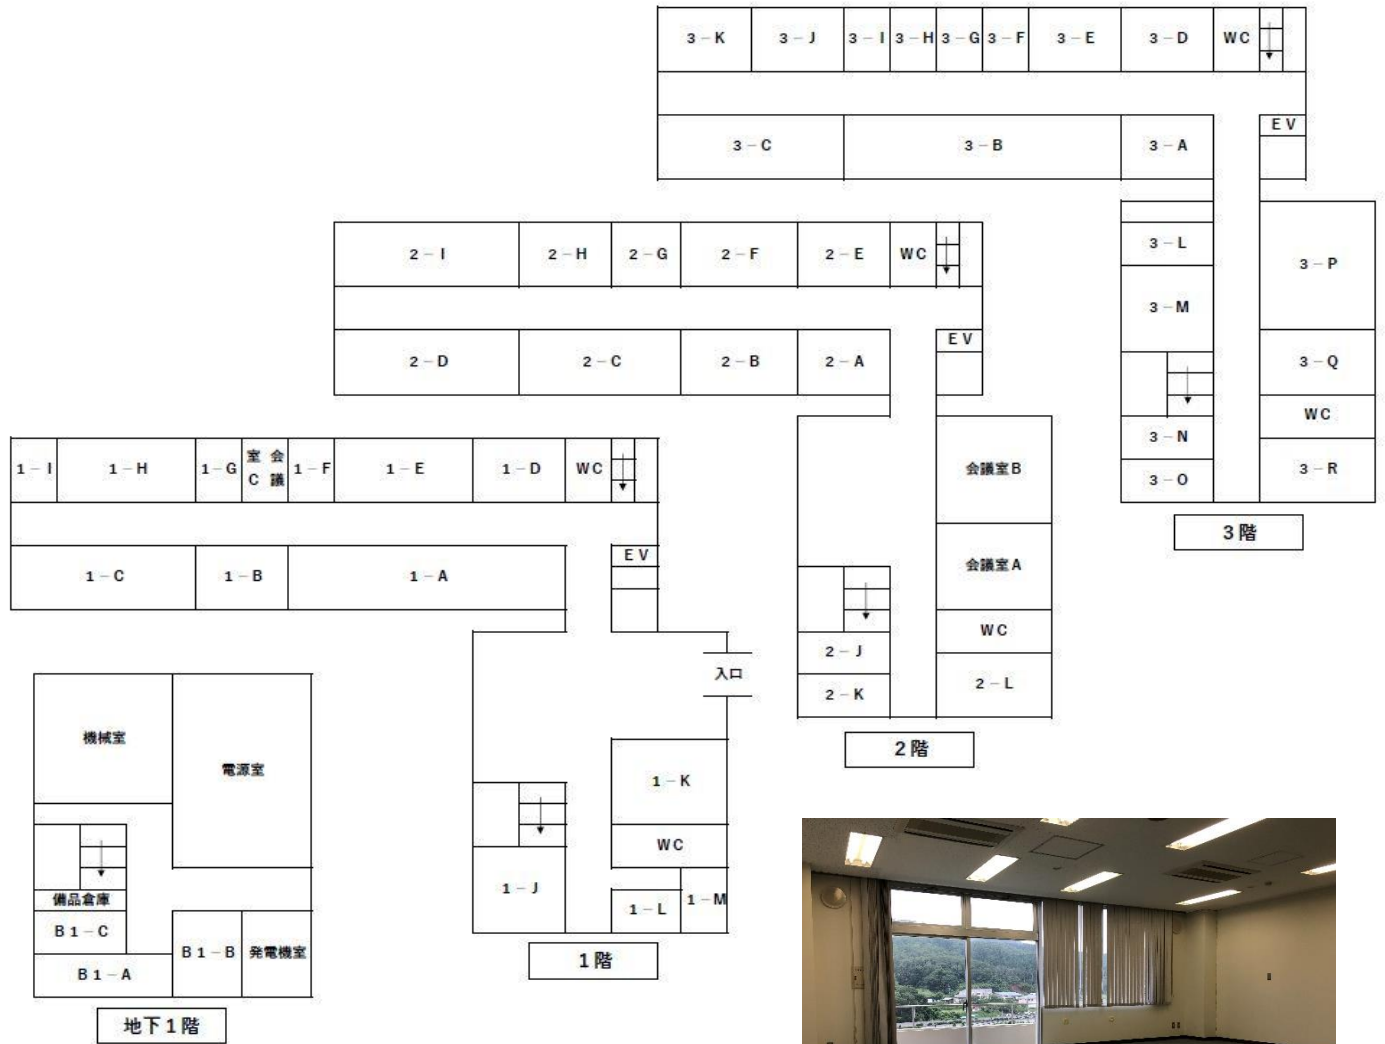 3－K 3－J 3－I 3－H 3－G 3－F 3－E 3－D WC
EV
3－C 3－B 3－A
3－L
3－P
3－M
3－Q
WC
3－N
3－R
3－O
3階
2－I 2－H 2－G 2－F 2－E WC
EV
2－D 2－C 2－B 2－A
会議室B
会議室A
WC
2－J
2－L
2－K
2階
1－I 1－H 1－G 会議室C 1－F 1－E 1－D WC
EV
1－C 1－B 1－A
入口
1－K
WC
1－J
1－M
1－L
1階
機械室
電源室
備品倉庫
B1－C
B1－B 発電機室
B1－A
地下1階